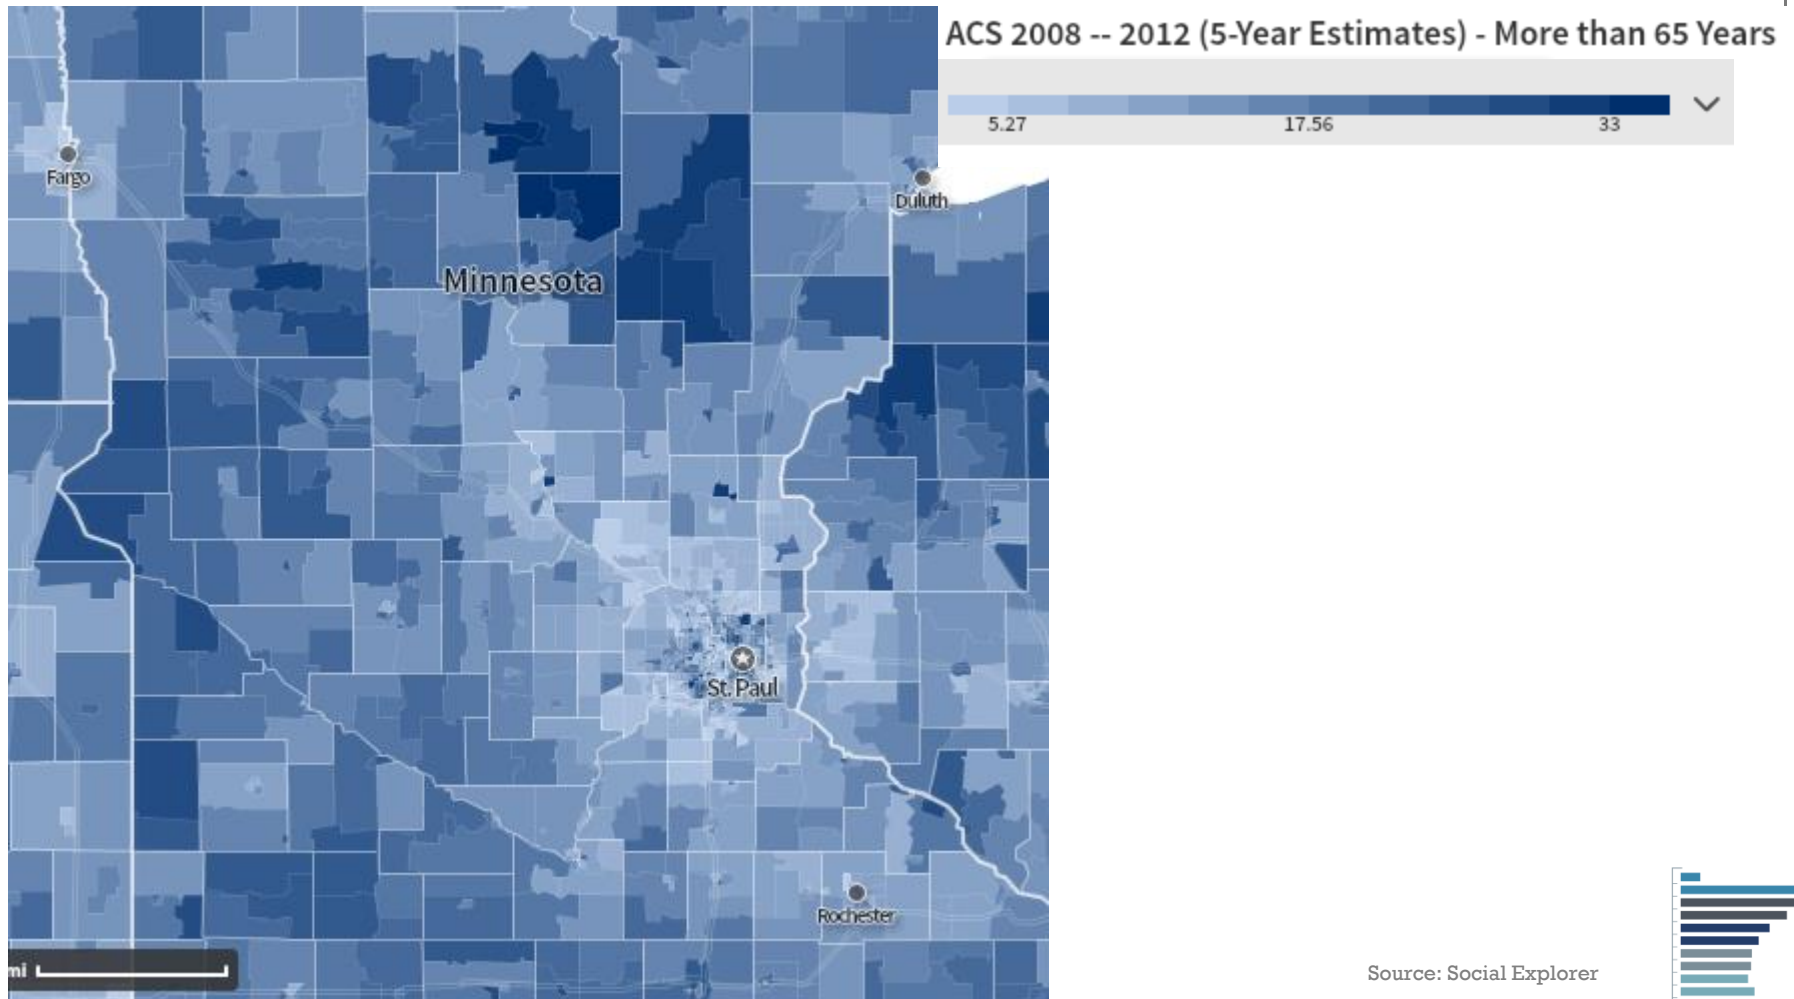 ACS 2008 -- 2012 (5-Year Estimates) - More than 65 Years
5.27 17.56 33
Fargo
Duluth
Minnesota
St. Paul
Rochester
mi
Source: Social Explorer